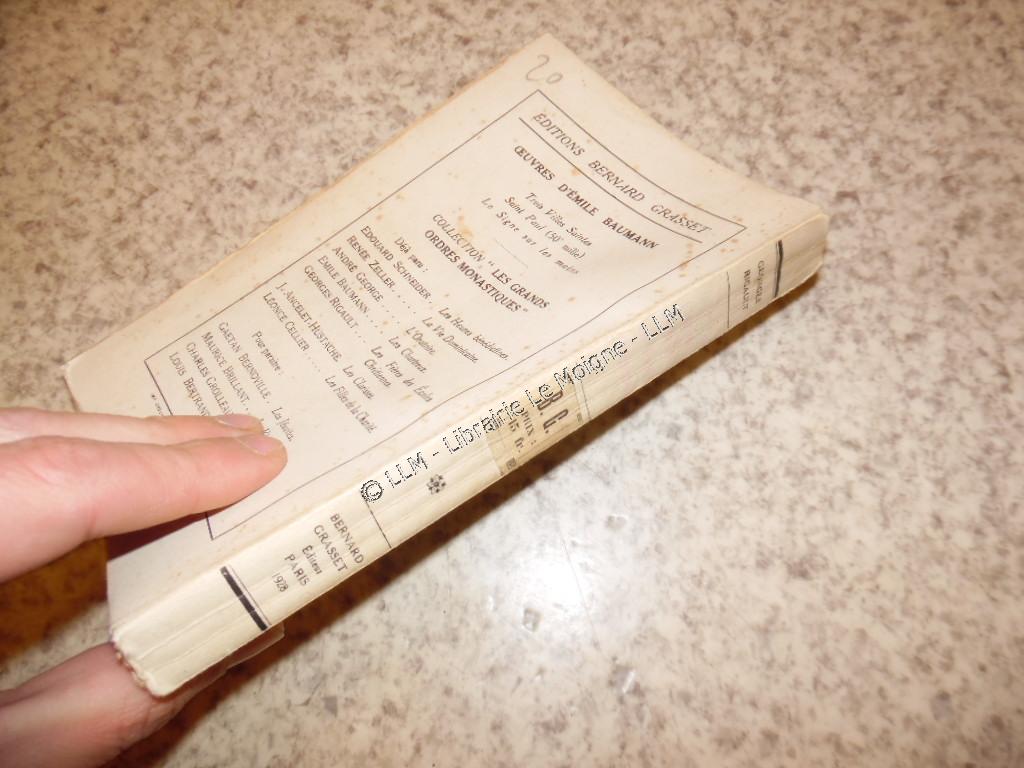 20
EDITIONS BERNARD GRASSET
ŒUVRES D'ÉMILE BAUMANN
Trois Villes Saintes
Saint Paul (50e mille)
Le Signe sur les mains
COLLECTION "LES GRANDS
ORDRES MONASTIQUES"
Déjà parus :
EDOUARD SCHNEIDER . Les Heures bénédictines.
RENÉE ZELLER. . . . La Vie Dominicaine.
ANDRÉ GEORGE . . . . L'Oratoire.
EMILE BAUMANN. . . . Les Chartreux.
GEORGES RIGAULT. . . Les Frères des Écoles
Chrétiennes.
J. ANCELET-HUSTACHE. Les Clarisses.
LÉONCE CELLIER . . . Les Filles de la Charité.
Pour paraître :
GAETAN BERNOVILLE. Les Jésuites.
MAURICE BRILLANT.
CHARLES GROLLEAU
LOUIS BERTRAND
GEORGES
RIGAULT
B. G.
PRIX :
15 fr.
BERNARD
GRASSET
Éditeur
PARIS
1928
© LLM - Librairie Le Moigne - LLM